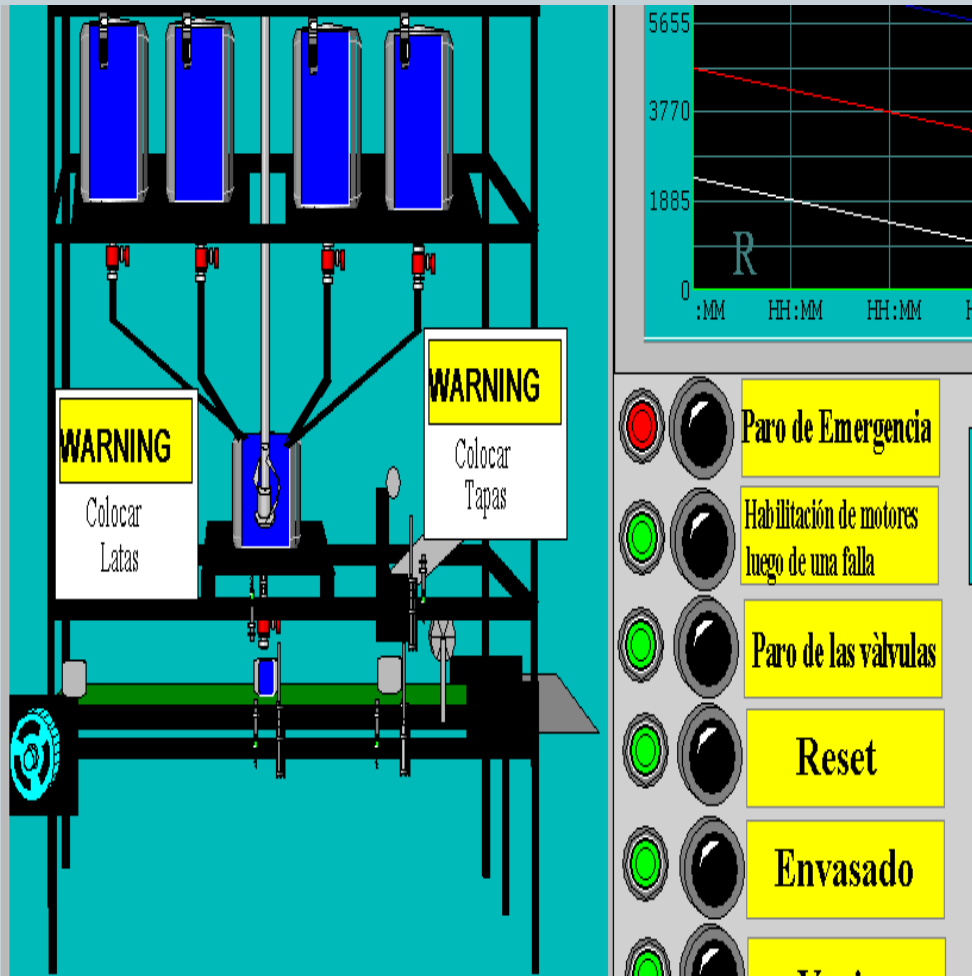 5655
3770
1885
0
R
:MM HH:MM HH:MM
WARNING
Colocar
Latas
WARNING
Colocar
Tapas
Paro de Emergencia
Habilitación de motores
luego de una falla
Paro de las vàlvulas
Reset
Envasado